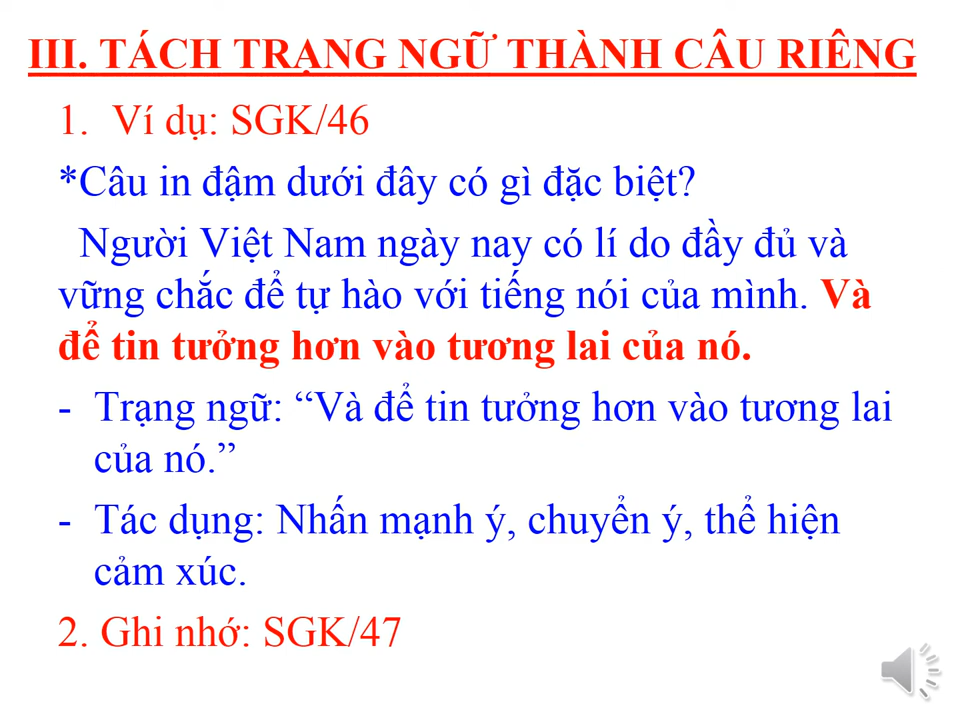 III. TÁCH TRẠNG NGỮ THÀNH CÂU RIÊNG
1. Ví dụ: SGK/46
*Câu in đậm dưới đây có gì đặc biệt?
Người Việt Nam ngày nay có lí do đầy đủ và
vững chắc để tự hào với tiếng nói của mình. Và
để tin tưởng hơn vào tương lai của nó.
- Trạng ngữ: “Và để tin tưởng hơn vào tương lai
của nó.”
- Tác dụng: Nhấn mạnh ý, chuyển ý, thể hiện
cảm xúc.
2. Ghi nhớ: SGK/47